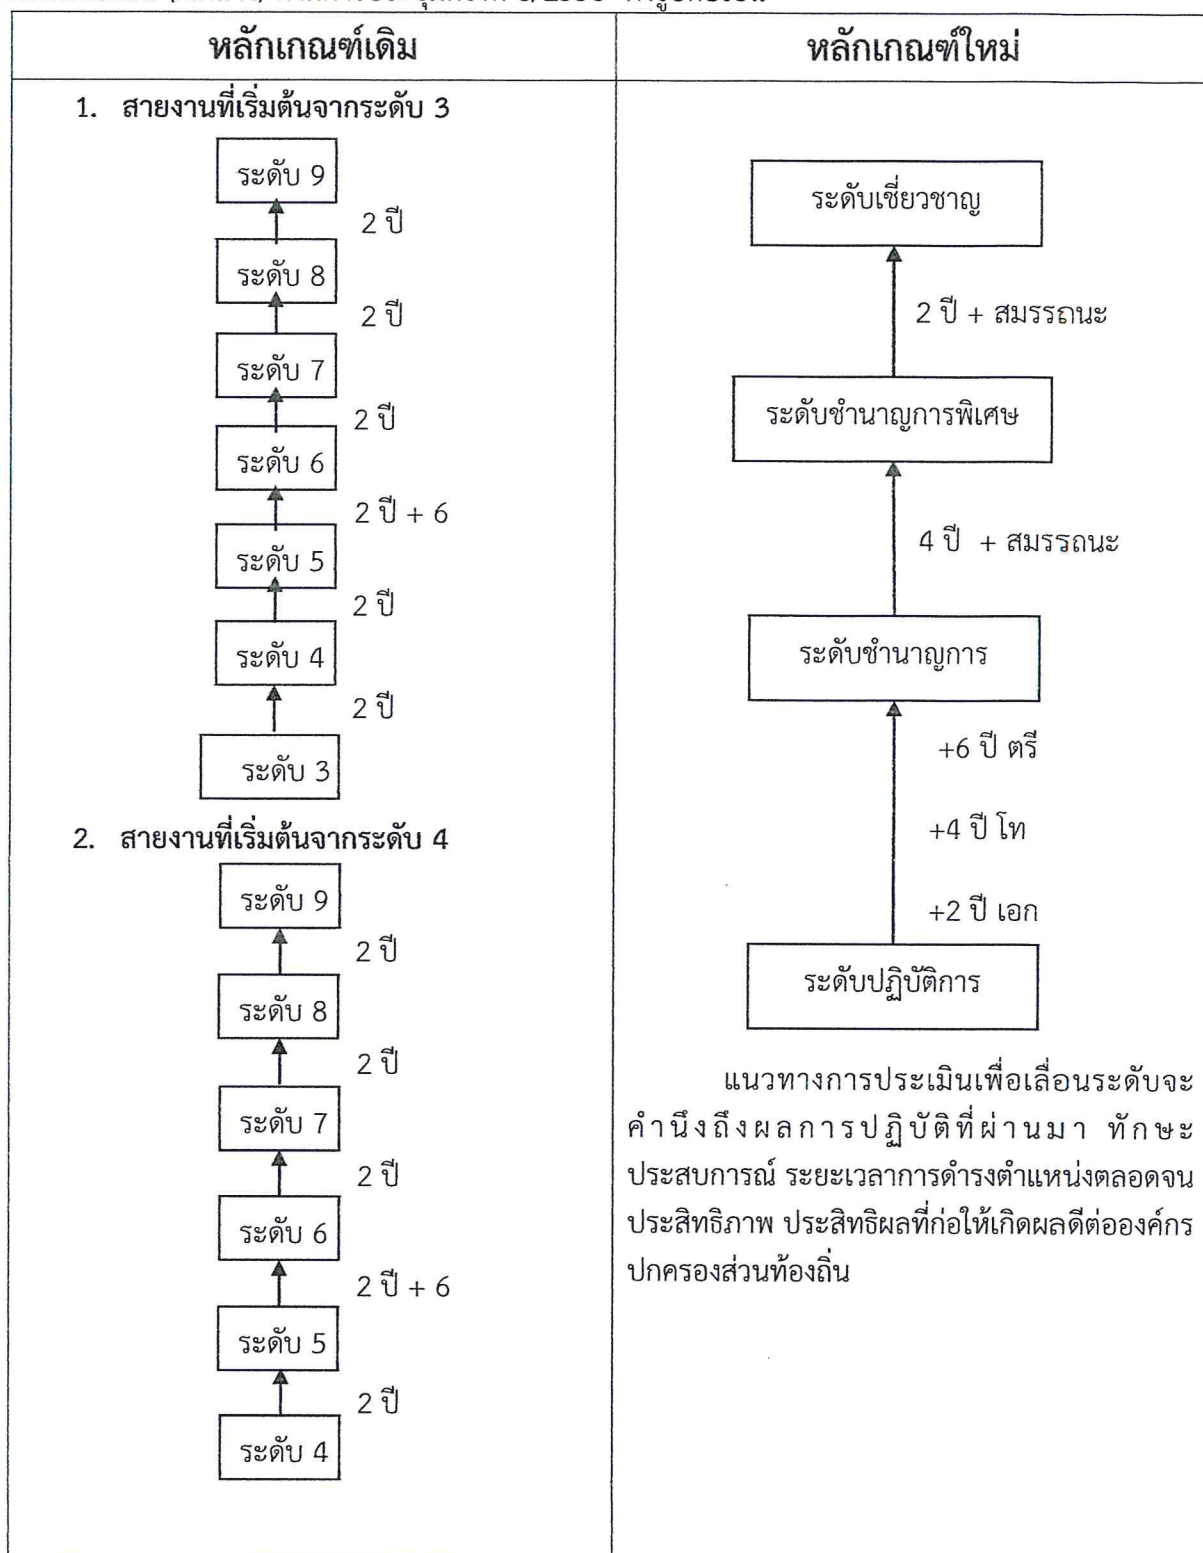 หลักเกณฑ์เดิม
หลักเกณฑ์ใหม่
1. สายงานที่เริ่มต้นจากระดับ 3
ระดับ 9
2 ปี
ระดับ 8
2 ปี
ระดับ 7
2 ปี
ระดับ 6
2 ปี + 6
ระดับ 5
2 ปี
ระดับ 4
2 ปี
ระดับ 3
2. สายงานที่เริ่มต้นจากระดับ 4
ระดับ 9
2 ปี
ระดับ 8
2 ปี
ระดับ 7
2 ปี
ระดับ 6
2 ปี + 6
ระดับ 5
2 ปี
ระดับ 4
ระดับเชี่ยวชาญ
2 ปี + สมรรถนะ
ระดับชำนาญการพิเศษ
4 ปี + สมรรถนะ
ระดับชำนาญการ
+6 ปี ตรี
+4 ปี โท
+2 ปี เอก
ระดับปฏิบัติการ
แนวทางการประเมินเพื่อเลื่อนระดับจะ
คำนึงถึงผลการปฏิบัติที่ผ่านมา ทักษะ
ประสบการณ์ ระยะเวลาการดำรงตำแหน่งตลอดจน
ประสิทธิภาพ ประสิทธิผลที่ก่อให้เกิดผลดีต่อองค์กร
ปกครองส่วนท้องถิ่น